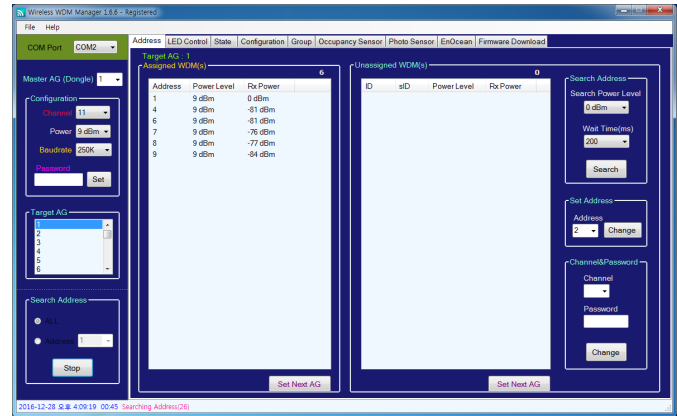 Wireless WDM Manager 1.6.6 - Registered
File Help
COM Port COM2
Master AG (Dongle) 1
Configuration
Channel 11
Power 9 dBm
Baudrate 250K
Password
Set
Target AG
1
2
3
4
5
6
Search Address
ALL
Address 1
Stop
Address LED Control State Configuration Group Occupancy Sensor Photo Sensor EnOcean Firmware Download
Target AG : 1
Assigned WDM(s)
6
Address Power Level Rx Power
1 9 dBm 0 dBm
4 9 dBm -81 dBm
6 9 dBm -81 dBm
7 9 dBm -76 dBm
8 9 dBm -77 dBm
9 9 dBm -84 dBm
Set Next AG
Unassigned WDM(s)
0
ID sID Power Level Rx Power
Set Next AG
Search Address
Search Power Level
0 dBm
Wait Time(ms)
200
Search
Set Address
Address
2 Change
Channel&Password
Channel
Password
Change
2016-12-28 오후 4:09:19 00:45 Searching Address(26)